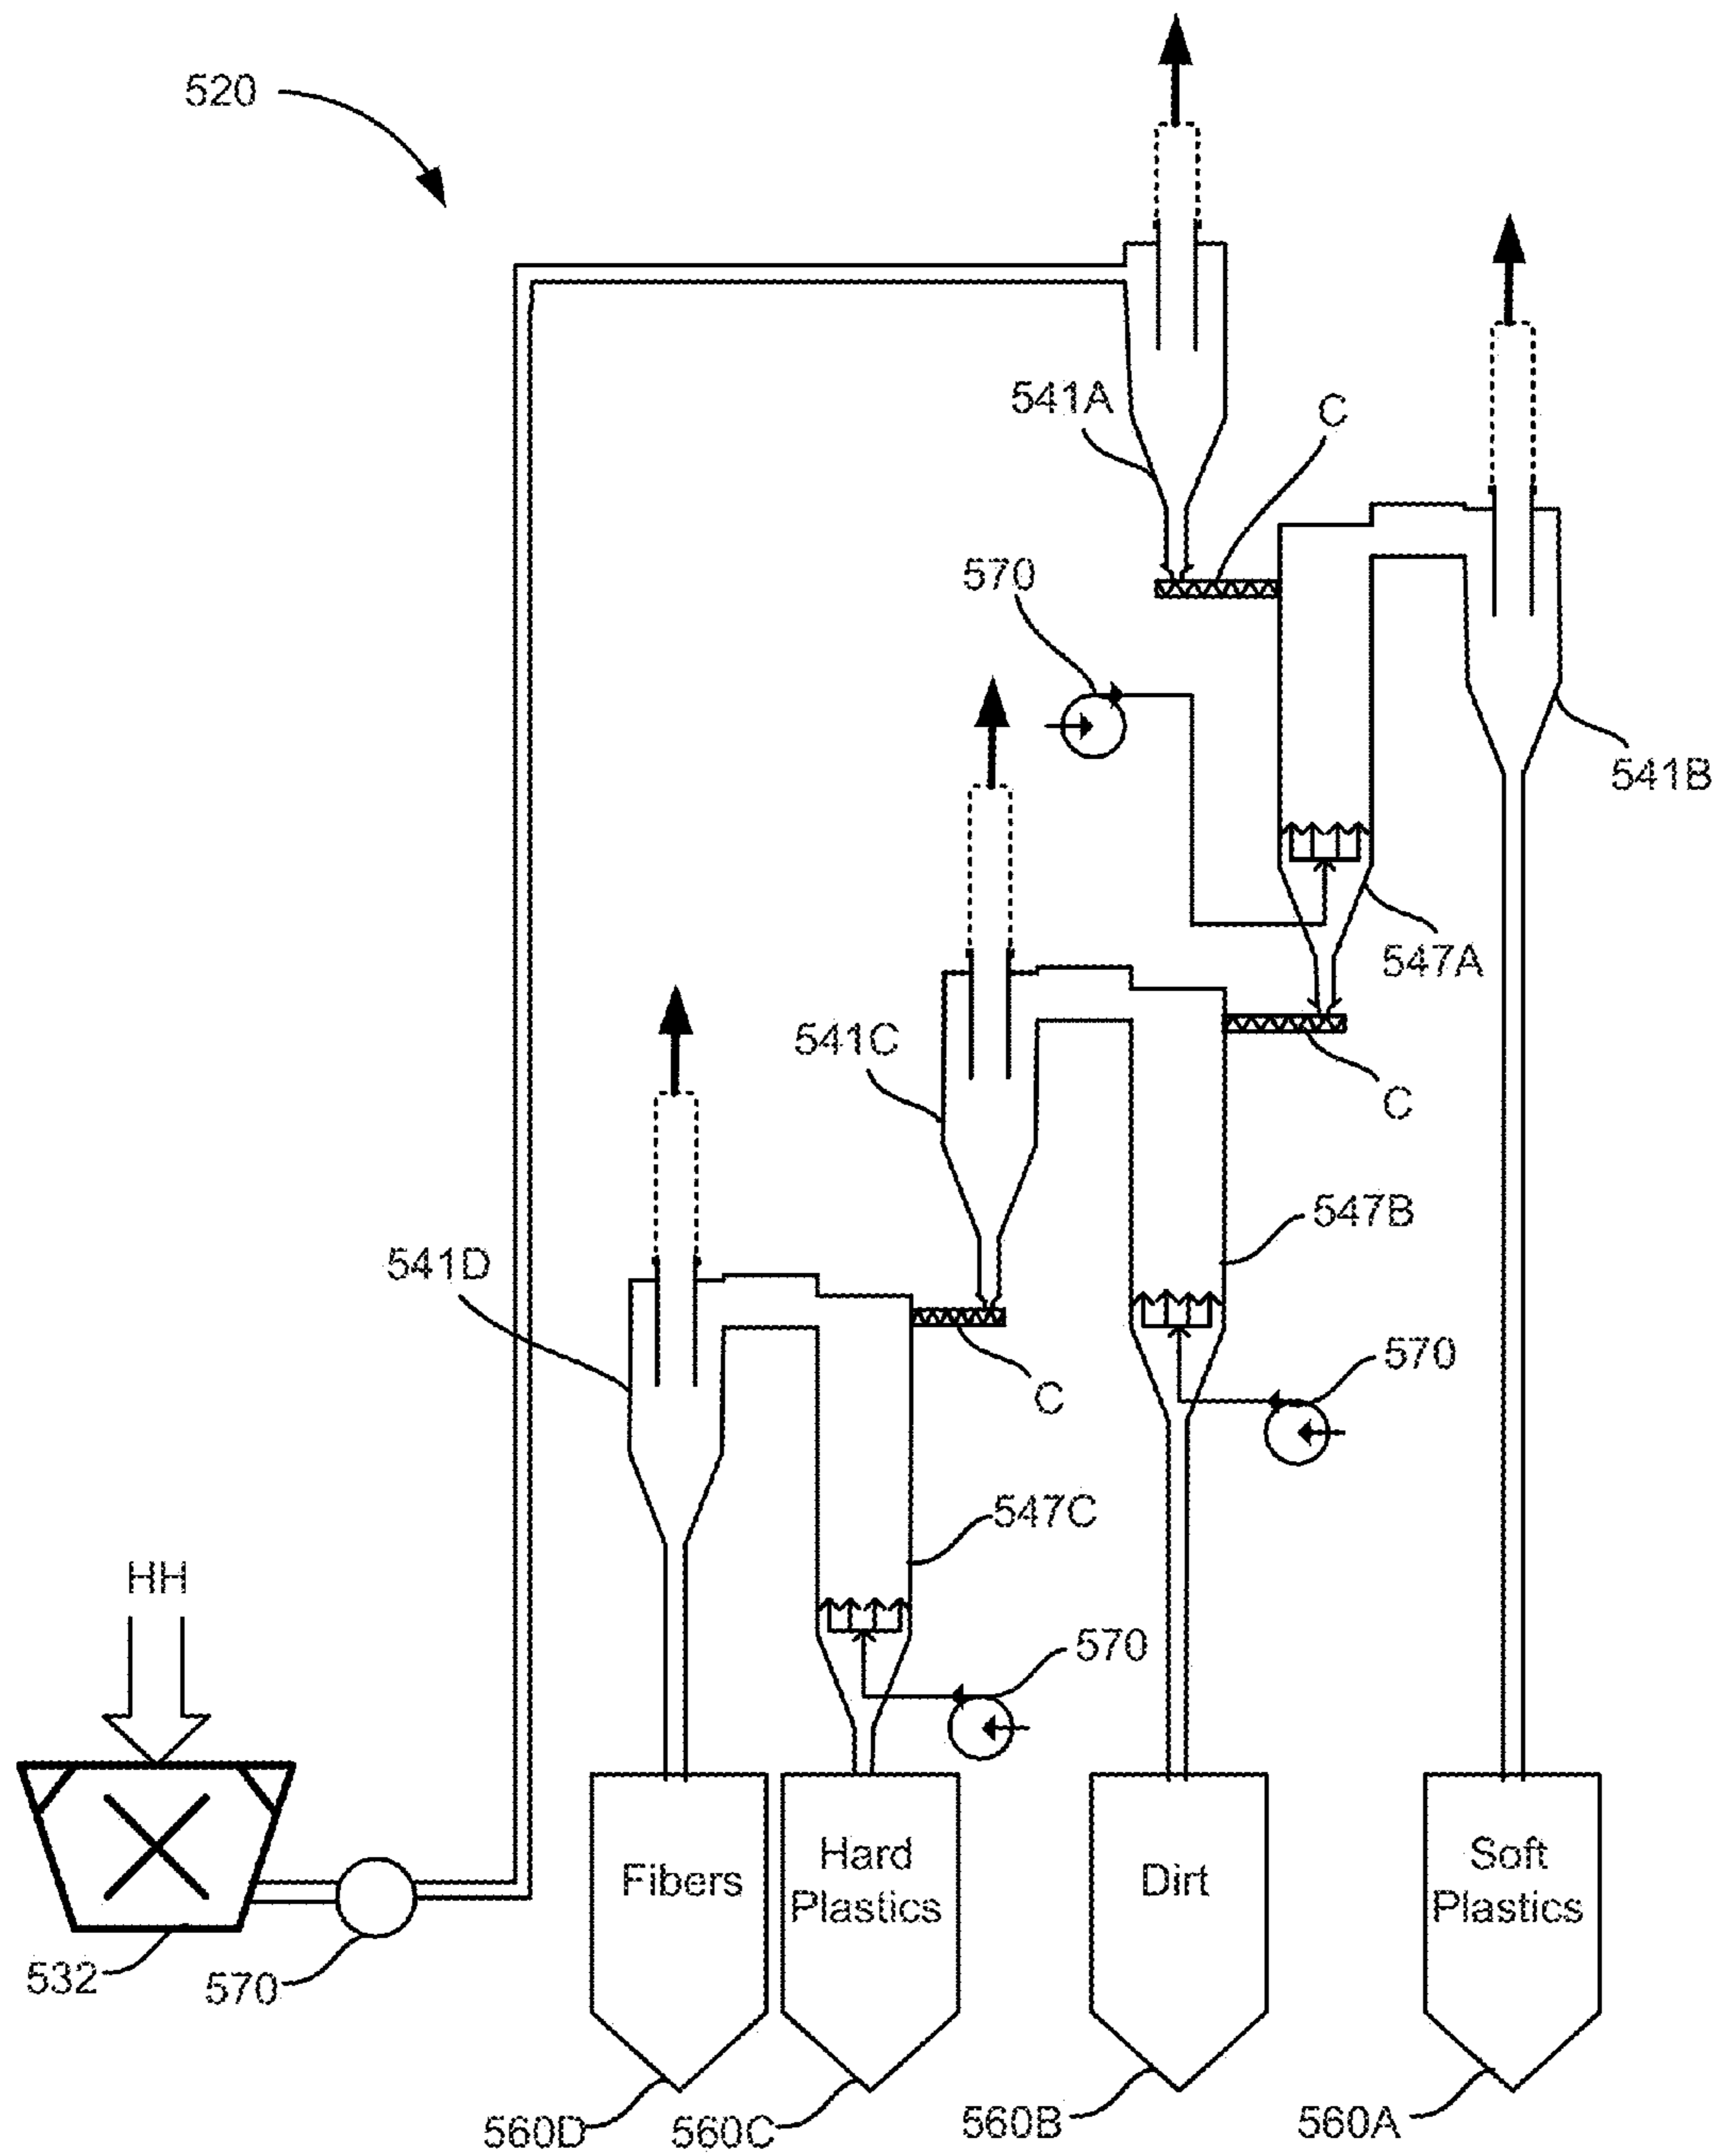 520
541A
C
570
541B
547A
541C
C
547B
541D
C
570
547C
HH
570
Fibers
Hard
Plastics
Dirt
Soft
Plastics
532
570
560D
560C
560B
560A